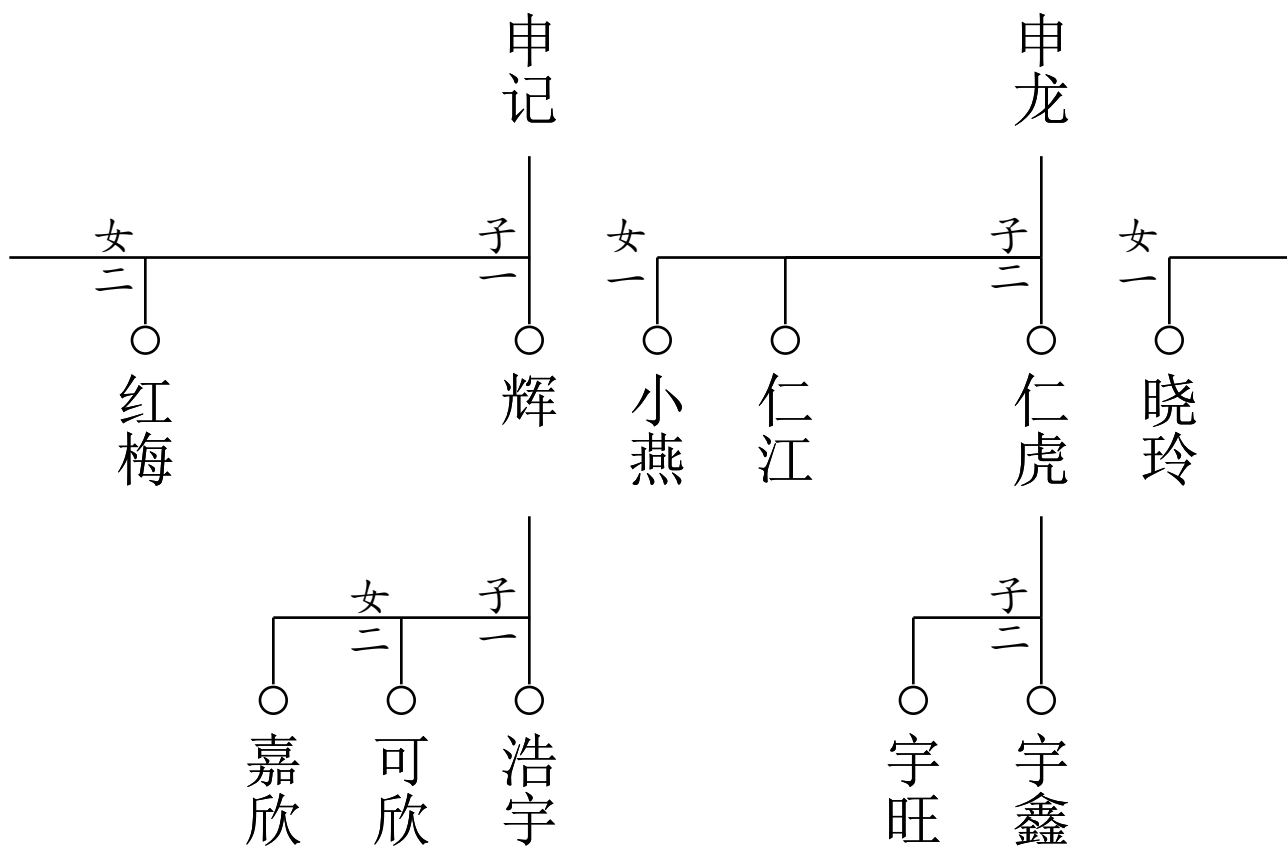 申龙
申记
女一
子二
女一
子一
女二
晓玲
仁虎
仁江
小燕
辉
红梅
子二
子一
女二
宇鑫
宇旺
浩宇
可欣
嘉欣